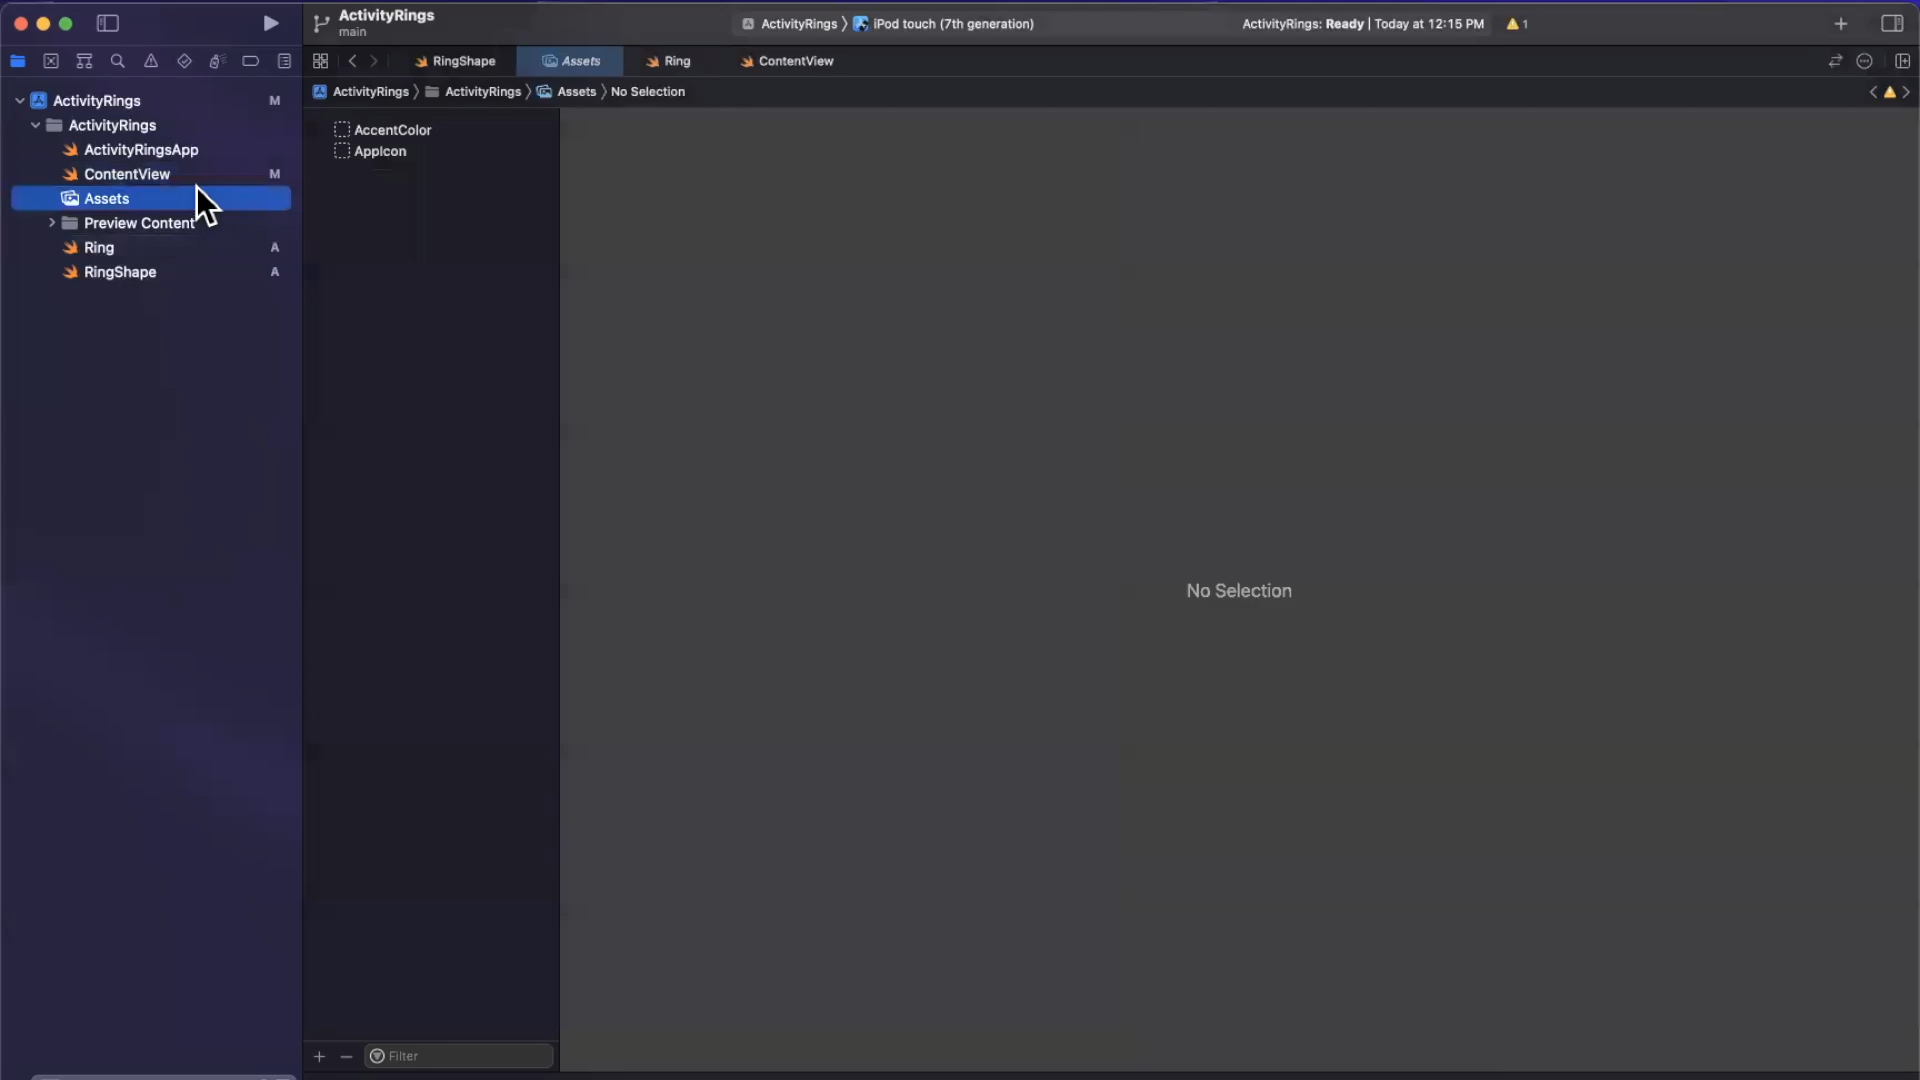 ActivityRings
main
ActivityRings 〉 iPod touch (7th generation)
ActivityRings: Ready | Today at 12:15 PM
1
RingShape
Assets
Ring
ContentView
ActivityRings 〉 ActivityRings 〉 Assets 〉 No Selection
ActivityRings M
ActivityRings
ActivityRingsApp
ContentView M
Assets
Preview Content
Ring A
RingShape A
AccentColor
AppIcon
No Selection
Filter